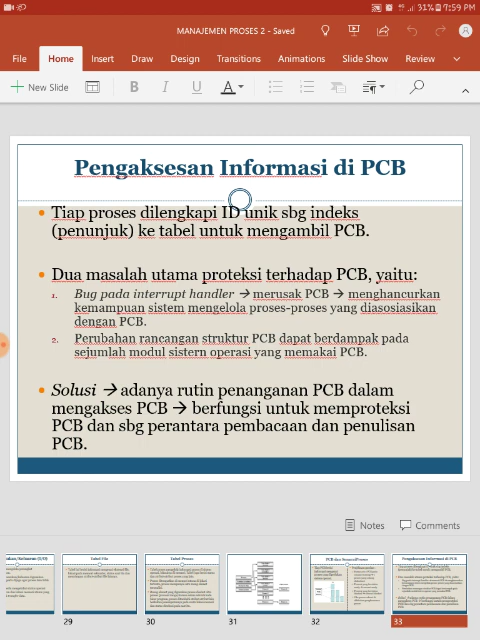 31% 7:59 PM
MANAJEMEN PROSES 2 - Saved
File Home Insert Draw Design Transitions Animations Slide Show Review
New Slide B I U A
Pengaksesan Informasi di PCB
• Tiap proses dilengkapi ID unik sbg indeks
(penunjuk) ke tabel untuk mengambil PCB.
• Dua masalah utama proteksi terhadap PCB, yaitu:
1. Bug pada interrupt handler → merusak PCB → menghancurkan
kemampuan sistem mengelola proses-proses yang diasosiasikan
dengan PCB.
2. Perubahan rancangan struktur PCB dapat berdampak pada
sejumlah modul sistern operasi yang memakai PCB.
• Solusi → adanya rutin penanganan PCB dalam
mengakses PCB → berfungsi untuk memproteksi
PCB dan sbg perantara pembacaan dan penulisan
PCB.
Notes Comments
Tabel File
Tabel Proses
Pengaksesan Informasi di PCB
29 30 31 32 33